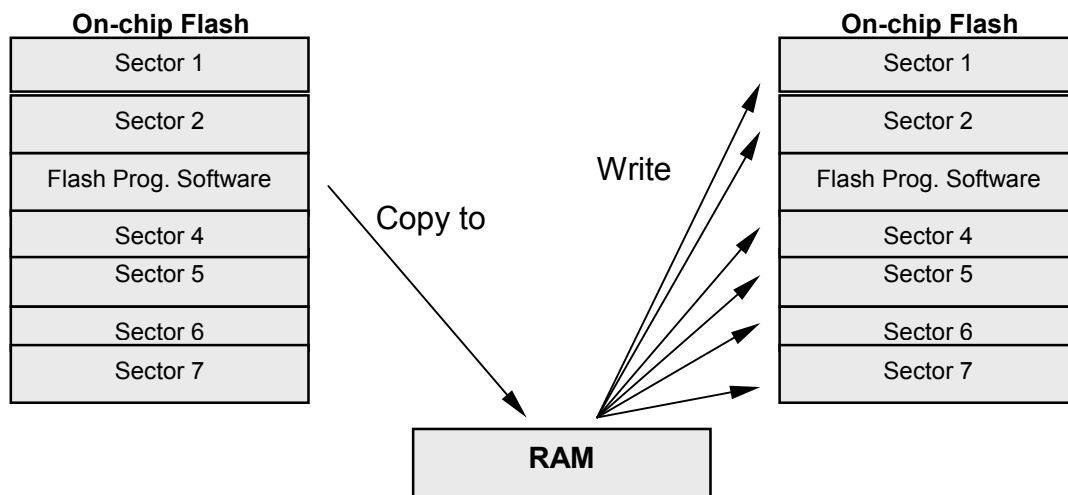 On-chip Flash
Sector 1
Sector 2
Flash Prog. Software
Sector 4
Sector 5
Sector 6
Sector 7
Copy to
RAM
Write
On-chip Flash
Sector 1
Sector 2
Flash Prog. Software
Sector 4
Sector 5
Sector 6
Sector 7